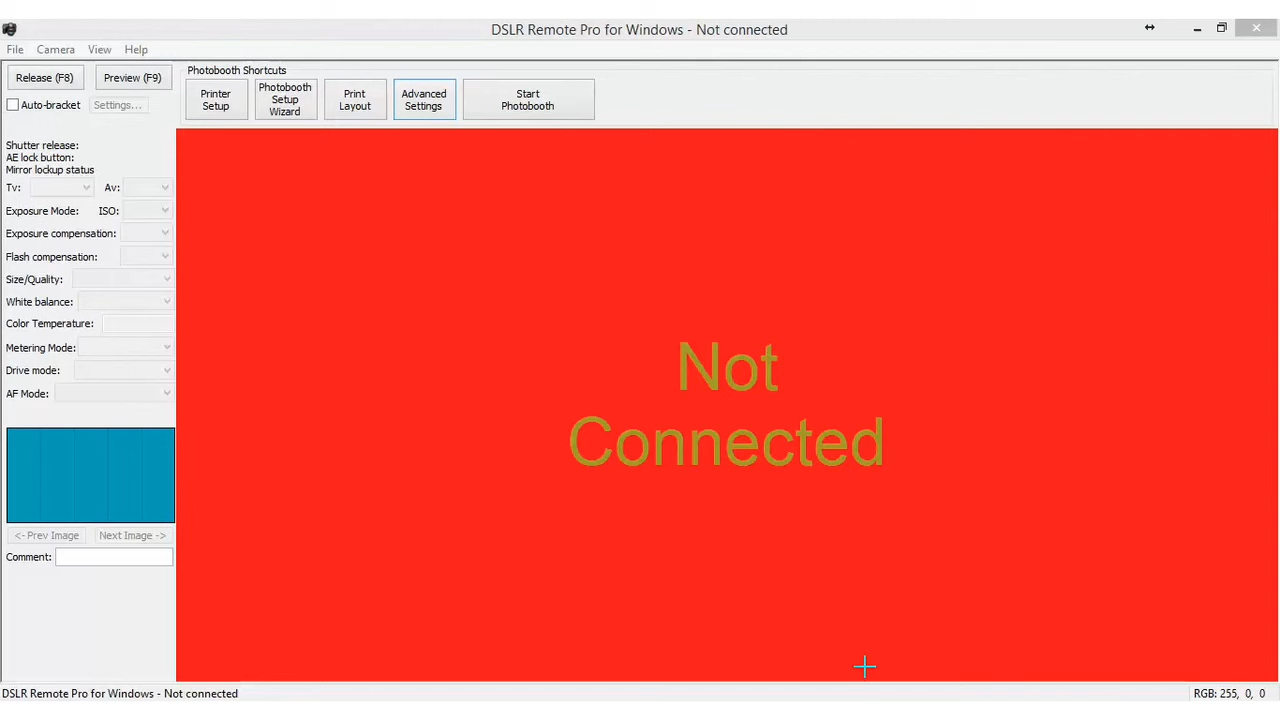 DSLR Remote Pro for Windows - Not connected
File Camera View Help
Release (F8) Preview (F9)
Auto-bracket Settings...
Photobooth Shortcuts
Printer
Setup
Photobooth
Setup
Wizard
Print
Layout
Advanced
Settings
Start
Photobooth
Shutter release:
AE lock button:
Mirror lockup status
Tv: Av:
Exposure Mode: ISO:
Exposure compensation:
Flash compensation:
Size/Quality:
White balance:
Color Temperature:
Metering Mode:
Drive mode:
AF Mode:
Not
Connected
<- Prev Image Next Image ->
Comment:
DSLR Remote Pro for Windows - Not connected
RGB: 255, 0, 0